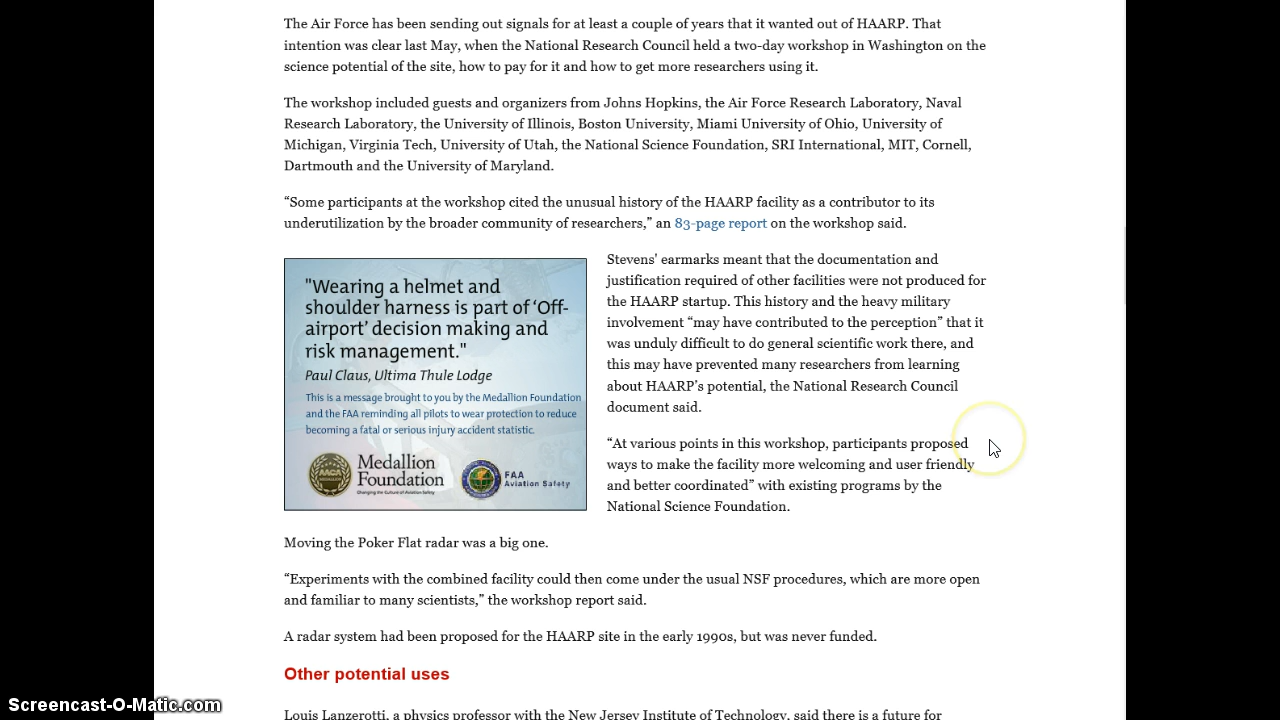 The Air Force has been sending out signals for at least a couple of years that it wanted out of HAARP. That
intention was clear last May, when the National Research Council held a two-day workshop in Washington on the
science potential of the site, how to pay for it and how to get more researchers using it.
The workshop included guests and organizers from Johns Hopkins, the Air Force Research Laboratory, Naval
Research Laboratory, the University of Illinois, Boston University, Miami University of Ohio, University of
Michigan, Virginia Tech, University of Utah, the National Science Foundation, SRI International, MIT, Cornell,
Dartmouth and the University of Maryland.
“Some participants at the workshop cited the unusual history of the HAARP facility as a contributor to its
underutilization by the broader community of researchers,” an 83-page report on the workshop said.
"Wearing a helmet and
shoulder harness is part of ‘Off-
airport’ decision making and
risk management."
Paul Claus, Ultima Thule Lodge
This is a message brought to you by the Medallion Foundation
and the FAA reminding all pilots to wear protection to reduce
becoming a fatal or serious injury accident statistic.
Medallion
Foundation
Changing the Culture of Aviation Safety
FAA
Aviation Safety
Stevens' earmarks meant that the documentation and
justification required of other facilities were not produced for
the HAARP startup. This history and the heavy military
involvement “may have contributed to the perception” that it
was unduly difficult to do general scientific work there, and
this may have prevented many researchers from learning
about HAARP’s potential, the National Research Council
document said.
“At various points in this workshop, participants proposed
ways to make the facility more welcoming and user friendly
and better coordinated” with existing programs by the
National Science Foundation.
Moving the Poker Flat radar was a big one.
“Experiments with the combined facility could then come under the usual NSF procedures, which are more open
and familiar to many scientists,” the workshop report said.
A radar system had been proposed for the HAARP site in the early 1990s, but was never funded.
Other potential uses
Louis Lanzerotti, a physics professor with the New Jersey Institute of Technology, said there is a future for
Screencast-O-Matic.com